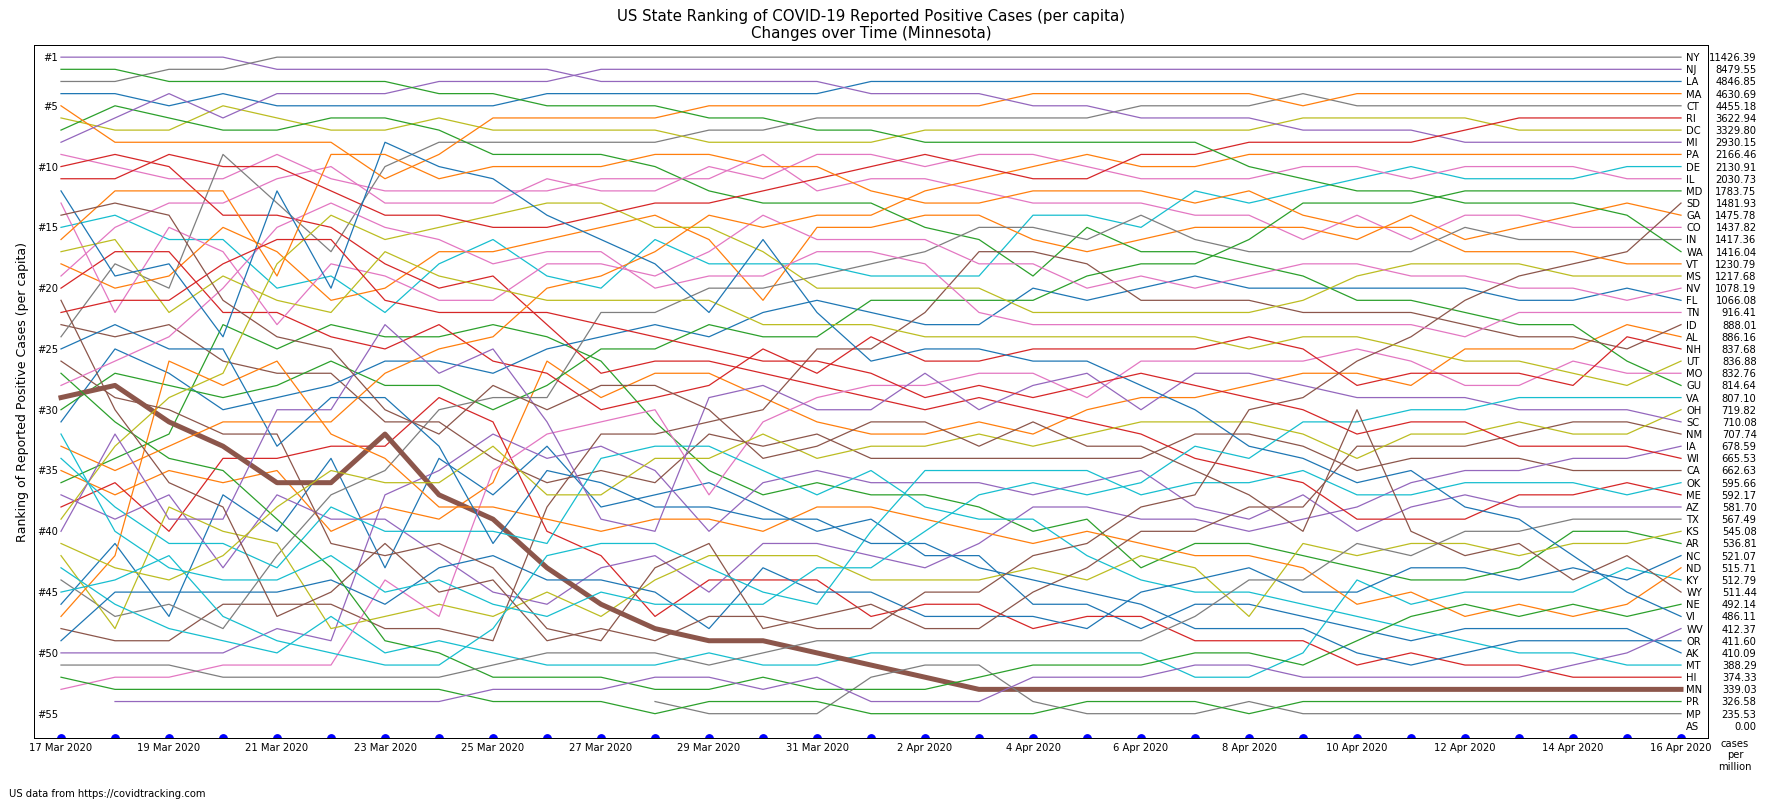 US State Ranking of COVID-19 Reported Positive Cases (per capita)
Changes over Time (Minnesota)
Ranking of Reported Positive Cases (per capita)
#1
#5
#10
#15
#20
#25
#30
#35
#40
#45
#50
#55
NY 11426.39
NJ 8479.55
LA 4846.85
MA 4630.69
CT 4455.18
RI 3622.94
DC 3329.80
MI 2930.15
PA 2166.46
DE 2130.91
IL 2030.73
MD 1783.75
SD 1481.93
GA 1475.78
CO 1437.82
IN 1417.36
WA 1416.04
VT 1230.79
MS 1217.68
NV 1078.19
FL 1066.08
TN 916.41
ID 888.01
AL 886.16
NH 837.68
UT 836.88
MO 832.76
GU 814.64
VA 807.10
OH 719.82
SC 710.08
NM 707.74
IA 678.59
WI 665.53
CA 662.63
OK 595.66
ME 592.17
AZ 581.70
TX 567.49
KS 545.08
AR 536.81
NC 521.07
ND 515.71
KY 512.79
WY 511.44
NE 492.14
VI 486.11
WV 412.37
OR 411.60
AK 410.09
MT 388.29
HI 374.33
MN 339.03
PR 326.58
MP 235.53
AS 0.00
17 Mar 2020 19 Mar 2020 21 Mar 2020 23 Mar 2020 25 Mar 2020 27 Mar 2020 29 Mar 2020 31 Mar 2020 2 Apr 2020 4 Apr 2020 6 Apr 2020 8 Apr 2020 10 Apr 2020 12 Apr 2020 14 Apr 2020 16 Apr 2020
cases
per
million
US data from https://covidtracking.com